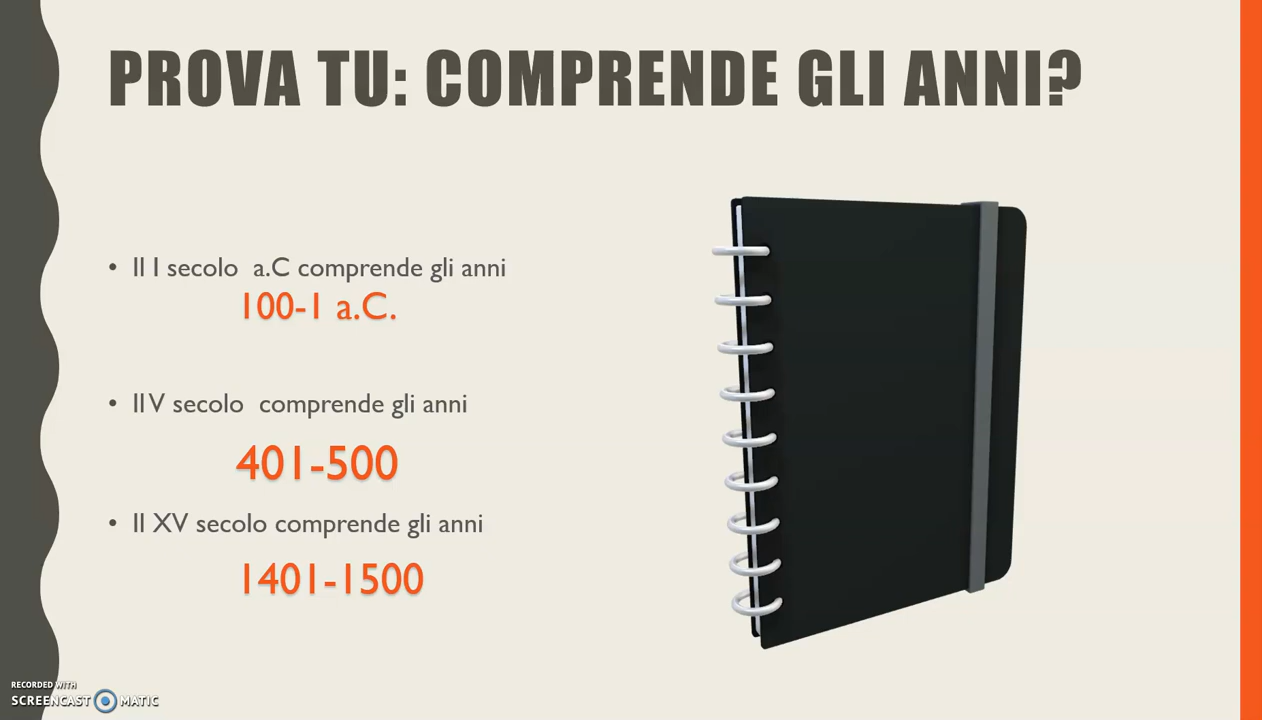 PROVA TU: COMPRENDE GLI ANNI?
• Il I secolo a.C comprende gli anni
100-1 a.C.
• Il V secolo comprende gli anni
401-500
• Il XV secolo comprende gli anni
1401-1500
RECORDED WITH
SCREENCAST MATIC